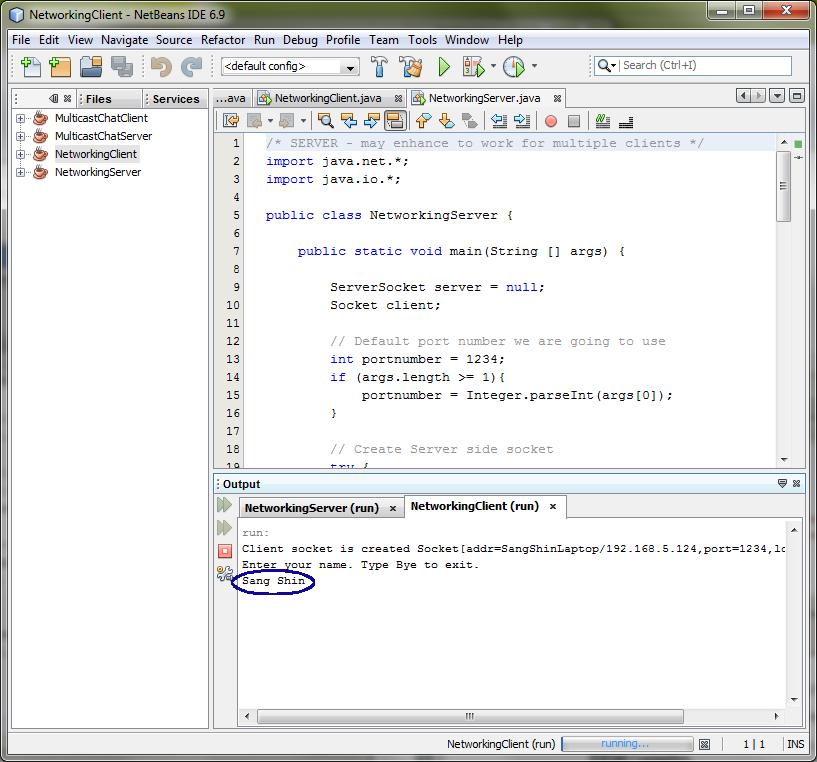 NetworkingClient - NetBeans IDE 6.9
File Edit View Navigate Source Refactor Run Debug Profile Team Tools Window Help
<default config>
Search (Ctrl+I)
Files Services
...ava NetworkingClient.java NetworkingServer.java
MulticastChatClient
MulticastChatServer
NetworkingClient
NetworkingServer
1 /* SERVER - may enhance to work for multiple clients */
2 import java.net.*;
3 import java.io.*;
4
5 public class NetworkingServer {
6
7 public static void main(String [] args) {
8
9 ServerSocket server = null;
10 Socket client;
11
12 // Default port number we are going to use
13 int portnumber = 1234;
14 if (args.length >= 1){
15 portnumber = Integer.parseInt(args[0]);
16 }
17
18 // Create Server side socket
19 try {
Output
NetworkingServer (run) NetworkingClient (run)
run:
Client socket is created Socket[addr=SangShinLaptop/192.168.5.124,port=1234,lo
Enter your name. Type Bye to exit.
Sang Shin
NetworkingClient (run) running... 1 | 1 INS